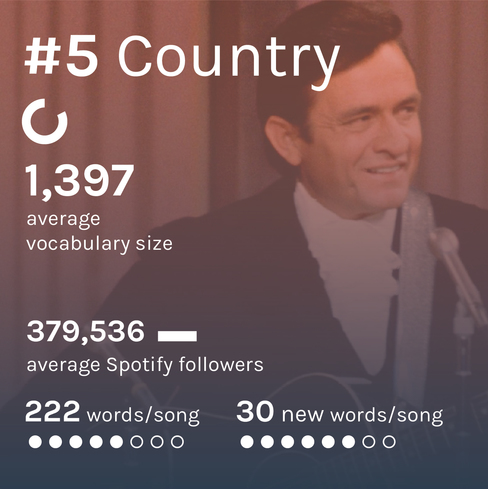 #5 Country
1,397
average
vocabulary size
379,536
average Spotify followers
222 words/song
30 new words/song